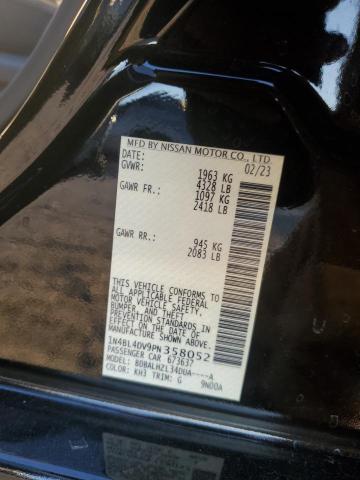 MFD BY NISSAN MOTOR CO., LTD.
DATE: 02/23
GVWR: 1963 KG
4328 LB
GAWR FR.: 1097 KG
2418 LB
GAWR RR.: 945 KG
2083 LB
THIS VEHICLE CONFORMS TO ALL
APPLICABLE FEDERAL
MOTOR VEHICLE SAFETY,
BUMPER, AND THEFT
PREVENTION STANDARDS
IN EFFECT ON THE DATE OF
MANUFACTURE SHOWN ABOVE.
1N4BL4DV9PN358052
PASSENGER CAR 673637
MODEL: BDBALHZL34DUA----A
COLOR: KH3 TRIM: G 9N00A